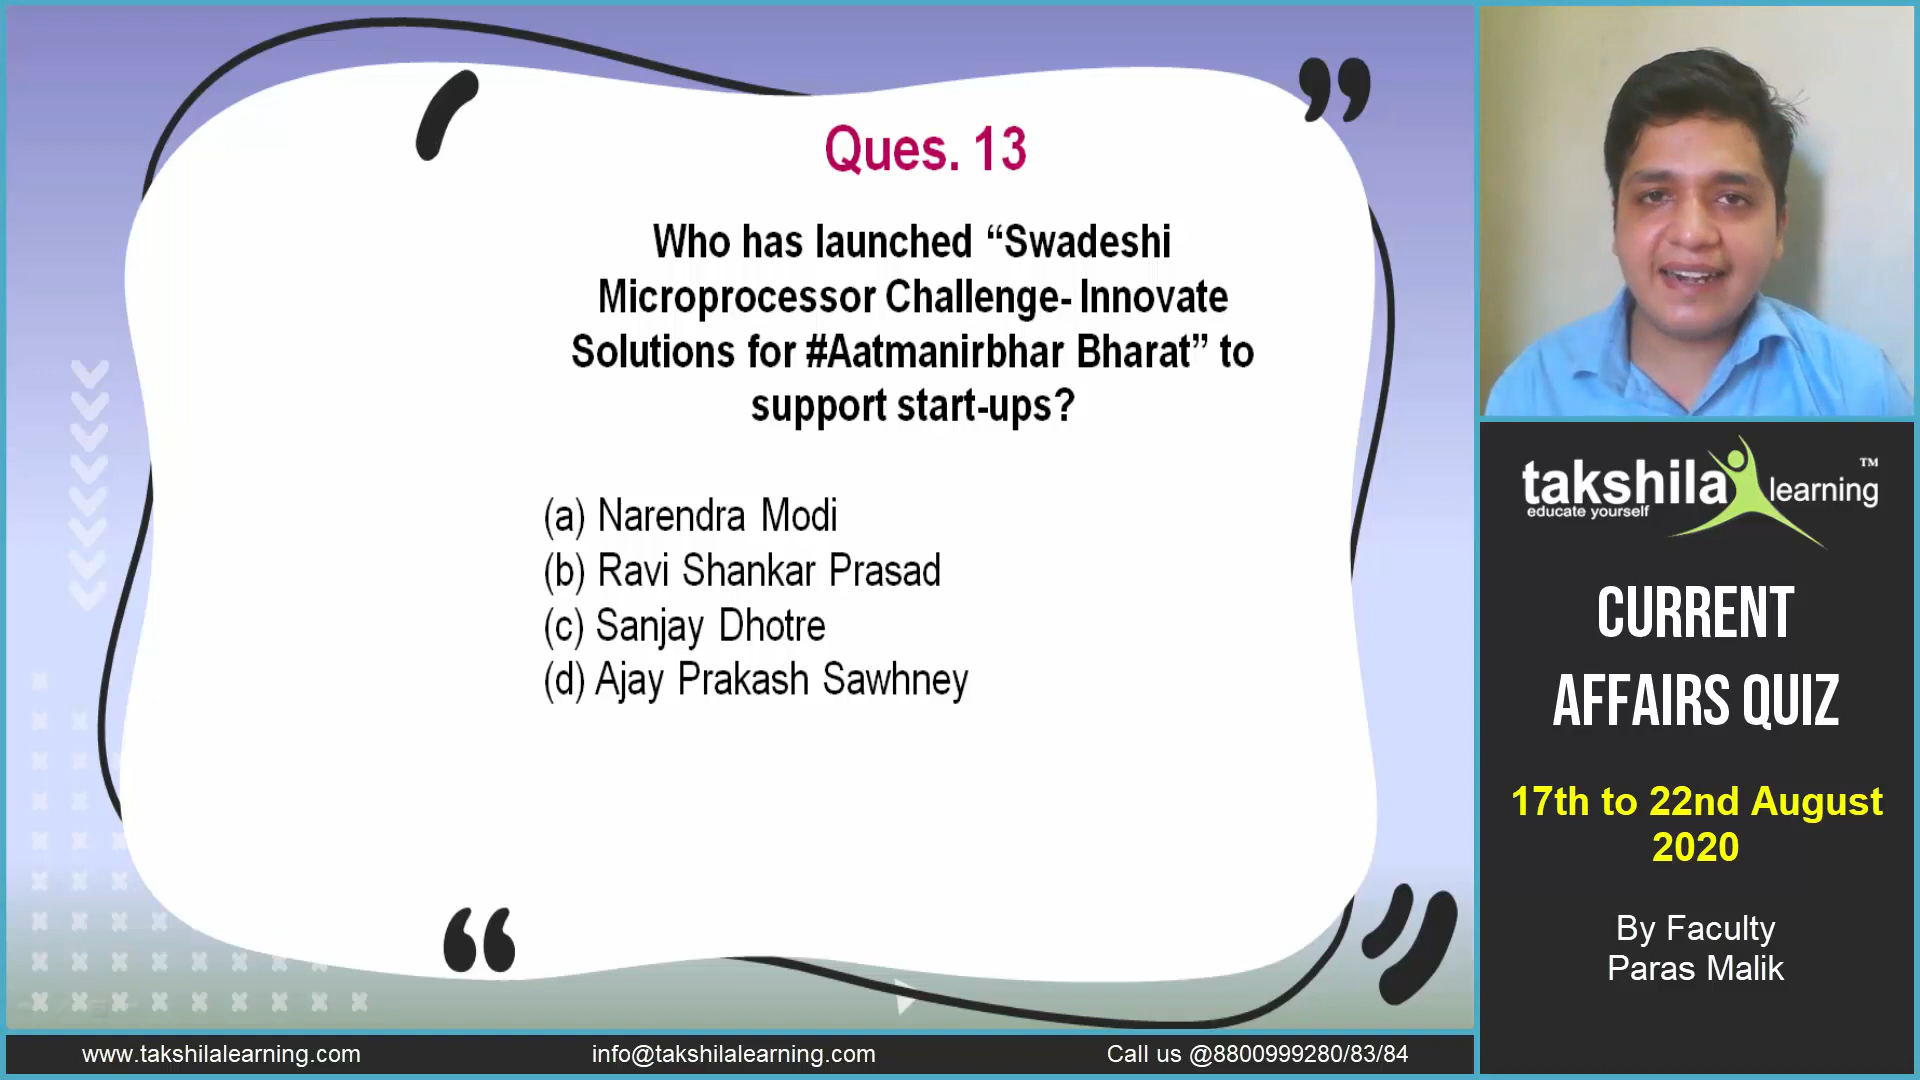 Ques. 13
Who has launched “Swadeshi
Microprocessor Challenge- Innovate
Solutions for #Aatmanirbhar Bharat” to
support start-ups?
(a) Narendra Modi
(b) Ravi Shankar Prasad
(c) Sanjay Dhotre
(d) Ajay Prakash Sawhney
takshila learning TM
educate yourself
CURRENT
AFFAIRS QUIZ
17th to 22nd August
2020
By Faculty
Paras Malik
www.takshilalearning.com
info@takshilalearning.com
Call us @8800999280/83/84